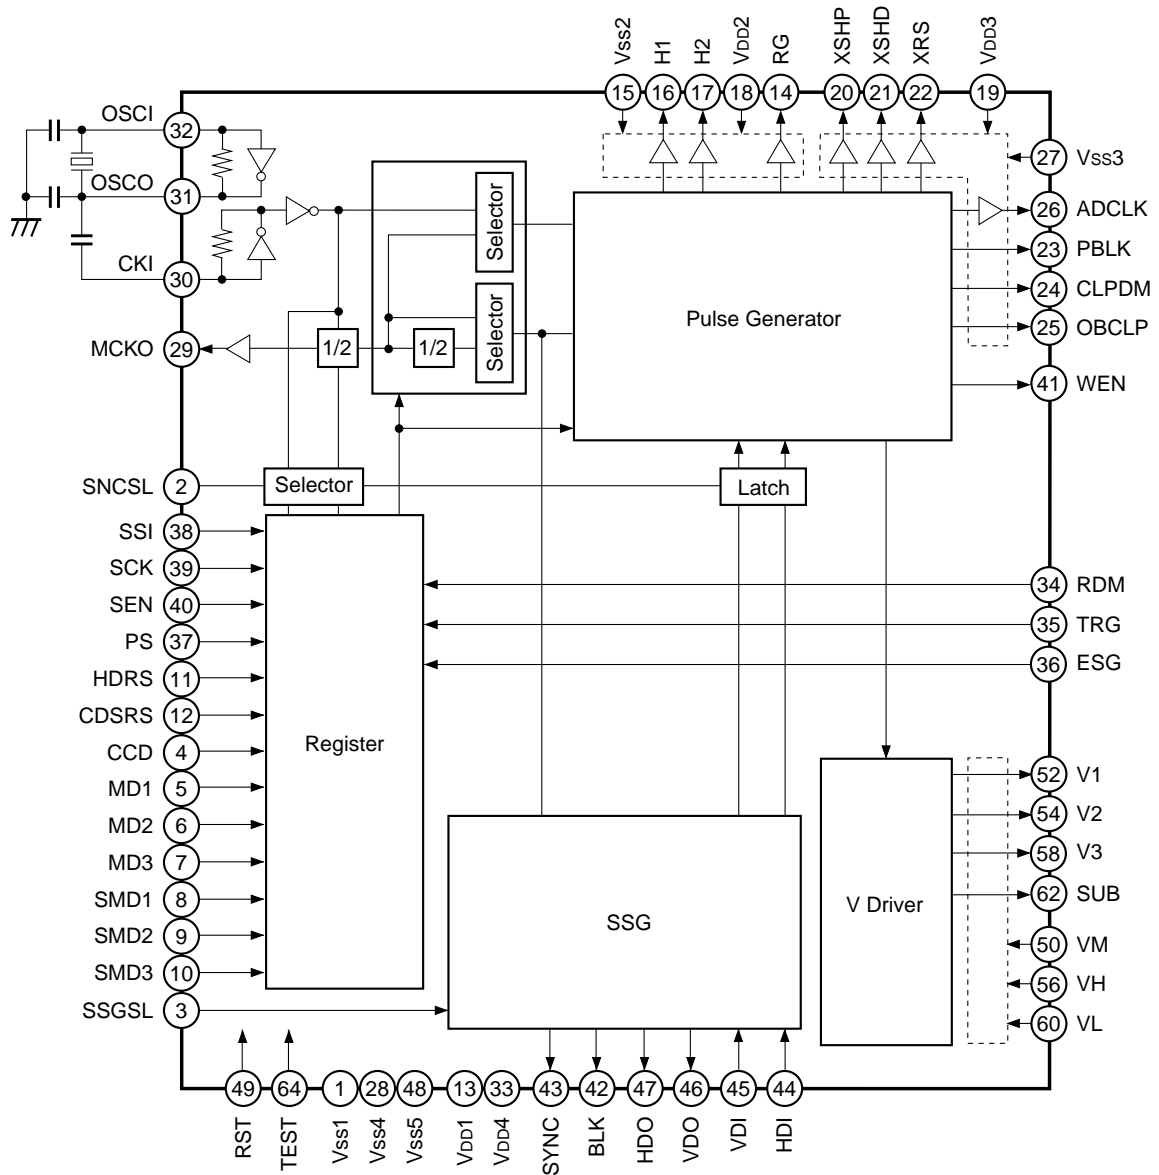 Vss2
H1
H2
VDD2
RG
XSHP
XSHD
XRS
VDD3
15
16
17
18
14
20
21
22
19
OSCI
32
OSCO
31
CKI
30
MCKO
29
1/2
1/2
Selector
Selector
Pulse Generator
27
Vss3
26
ADCLK
23
PBLK
24
CLPDM
25
OBCLP
41
WEN
SNCSL
2
Selector
Latch
SSI
38
SCK
39
SEN
40
PS
37
HDRS
11
CDSRS
12
CCD
4
MD1
5
MD2
6
MD3
7
SMD1
8
SMD2
9
SMD3
10
SSGSL
3
Register
SSG
V Driver
34
RDM
35
TRG
36
ESG
52
V1
54
V2
58
V3
62
SUB
50
VM
56
VH
60
VL
49
64
1
28
48
13
33
43
42
47
46
45
44
RST
TEST
Vss1
Vss4
Vss5
VDD1
VDD4
SYNC
BLK
HDO
VDO
VDI
HDI